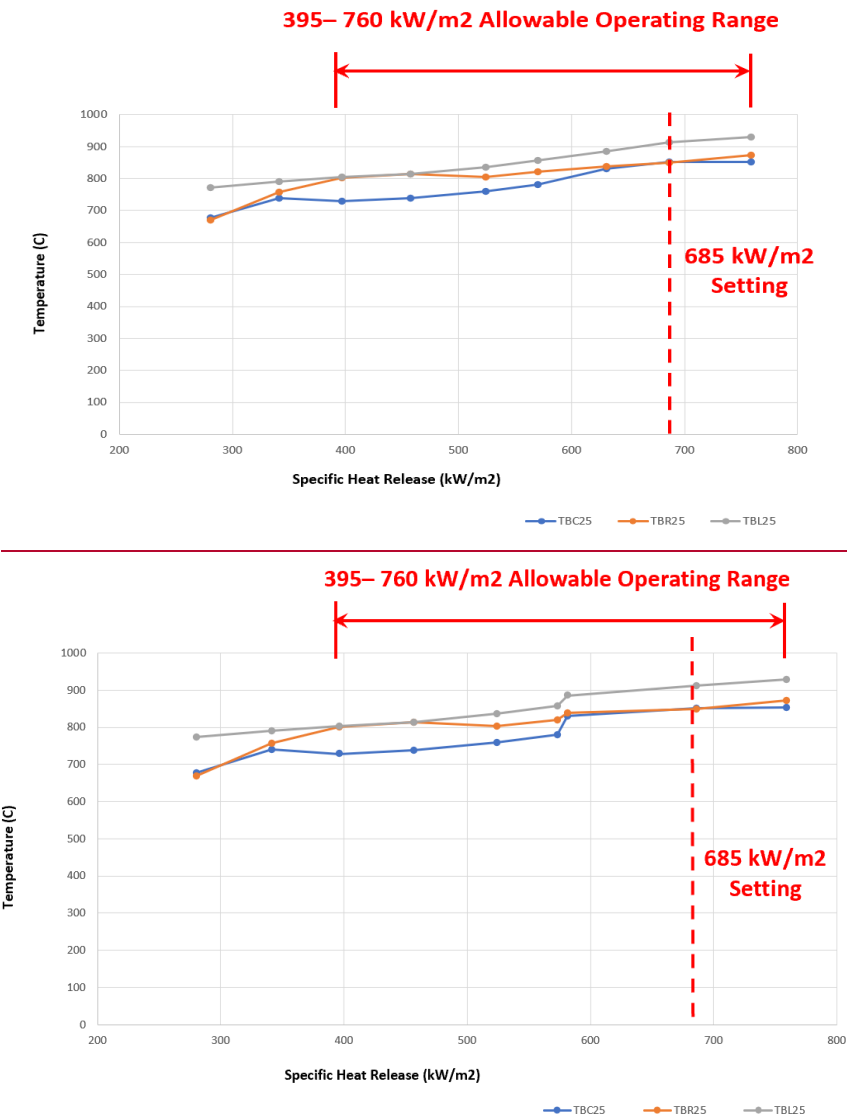 395– 760 kW/m2 Allowable Operating Range
1000
900
800
700
600
500
400
300
200
100
0
Temperature (C)
685 kW/m2
Setting
200 300 400 500 600 700 800
Specific Heat Release (kW/m2)
TBC25 TBR25 TBL25
395– 760 kW/m2 Allowable Operating Range
1000
900
800
700
600
500
400
300
200
100
0
Temperature (C)
685 kW/m2
Setting
200 300 400 500 600 700 800
Specific Heat Release (kW/m2)
TBC25 TBR25 TBL25